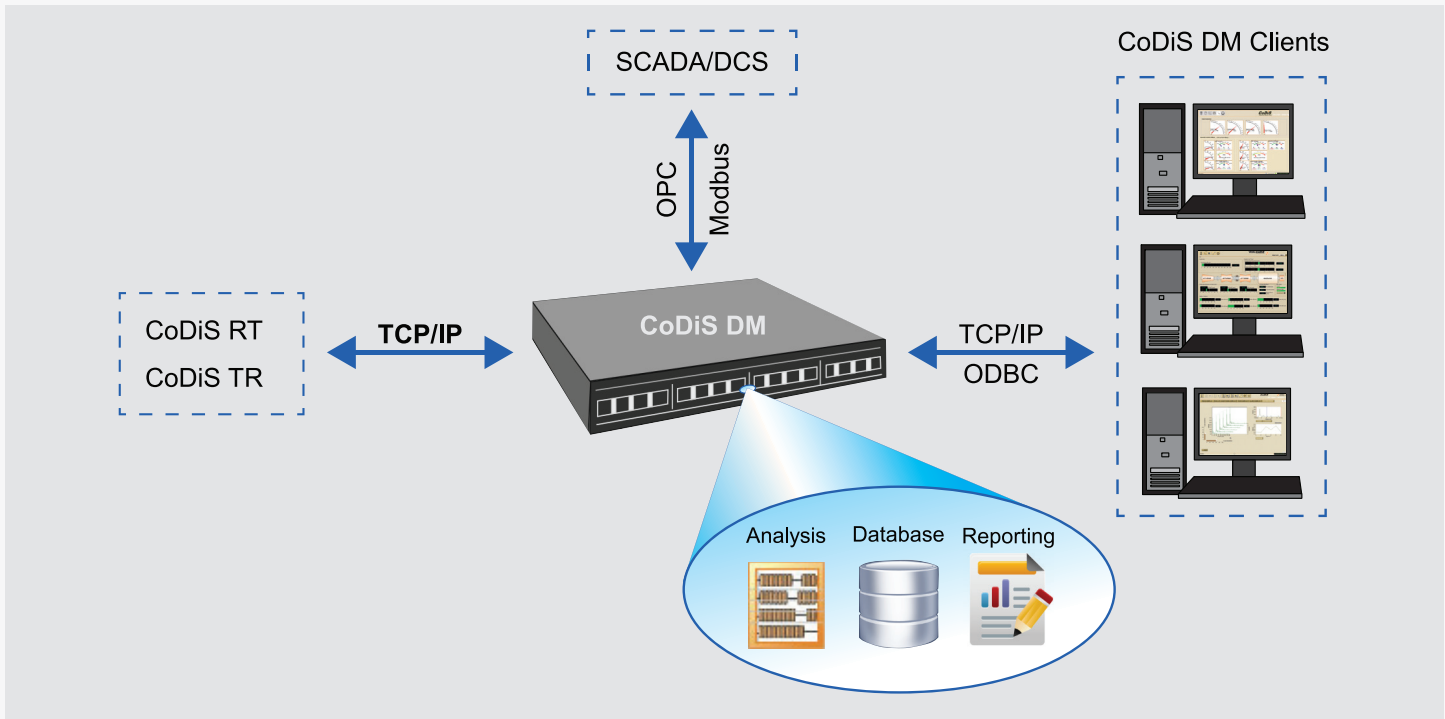 SCADA/DCS
CoDiS DM Clients
OPC
Modbus
CoDiS RT
CoDiS TR
TCP/IP
CoDiS DM
TCP/IP
ODBC
Analysis
Database
Reporting